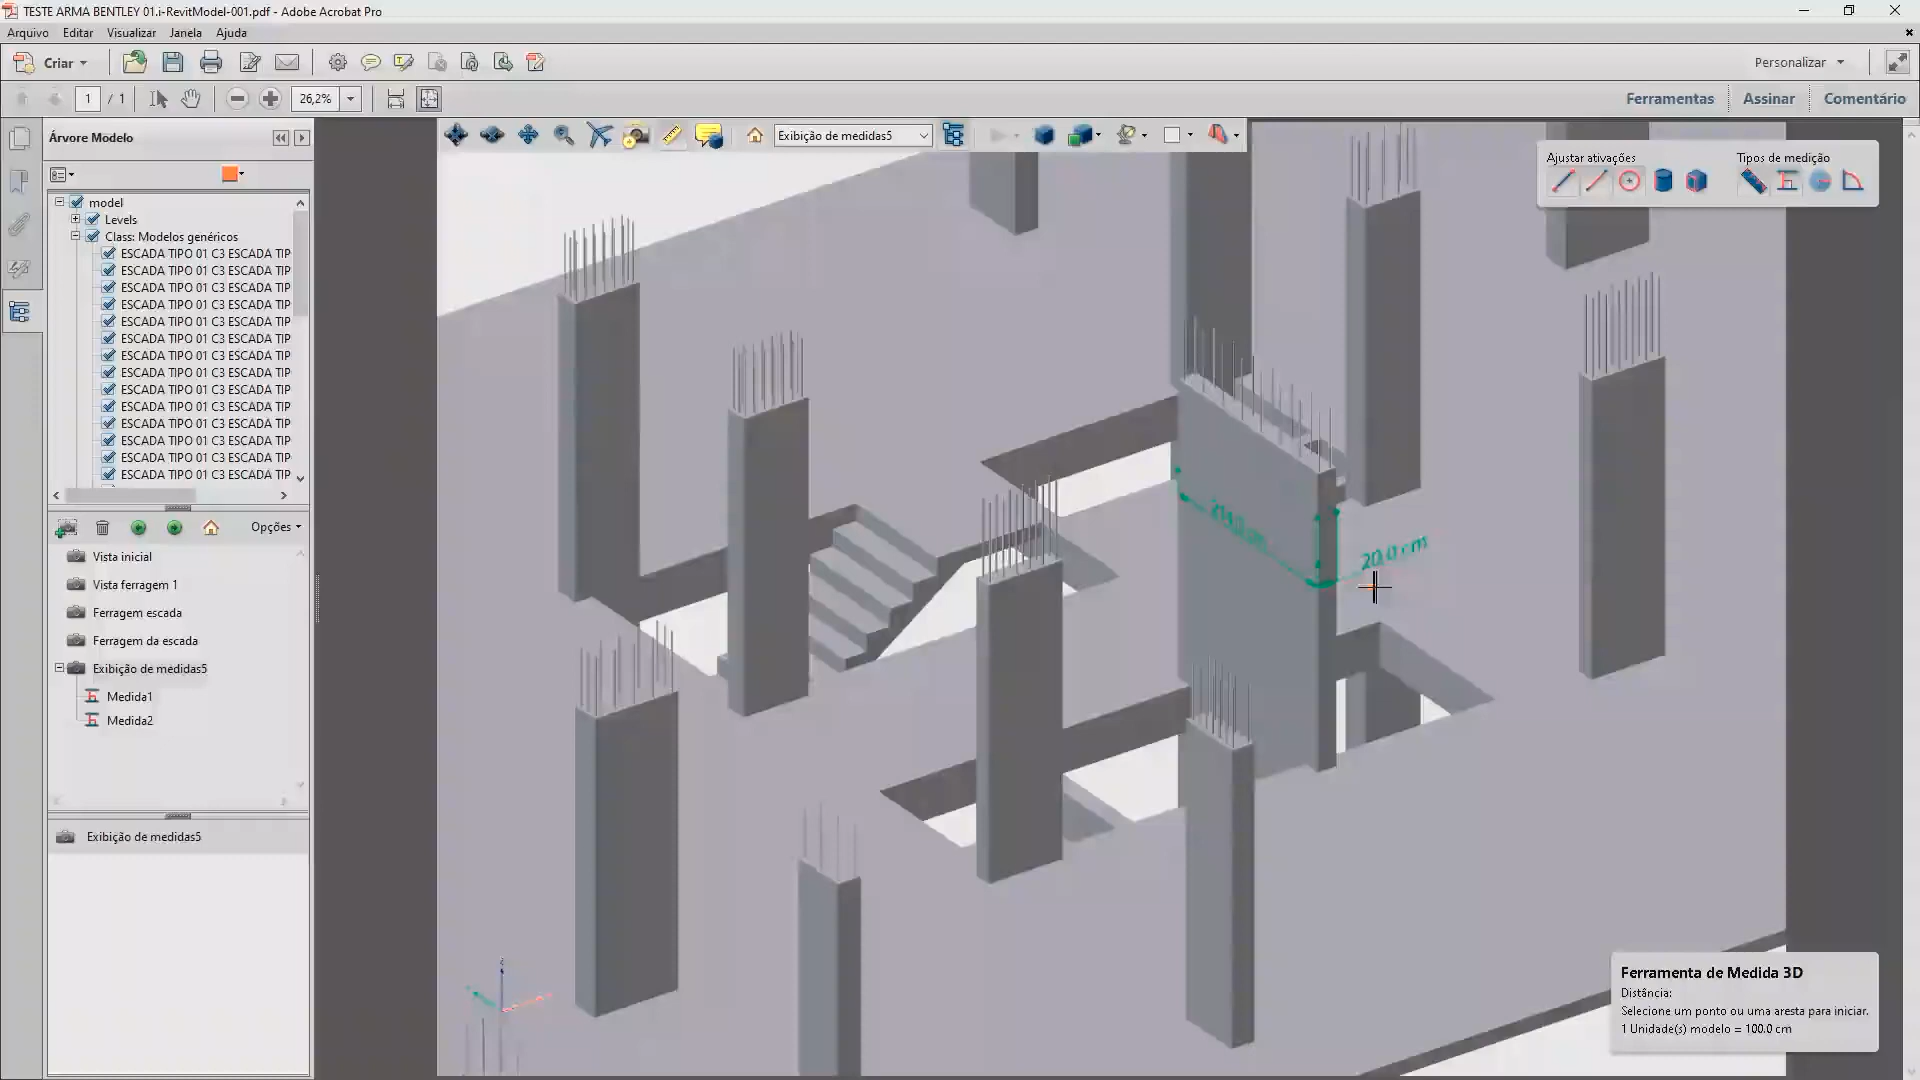 TESTE ARMA BENTLEY 01.i-RevitModel-001.pdf - Adobe Acrobat Pro
Arquivo Editar Visualizar Janela Ajuda
Criar
Personalizar
1 / 1
26,2%
Ferramentas Assinar Comentário
Árvore Modelo
Exibição de medidas5
Ajustar ativações
Tipos de medição
model
Levels
Class: Modelos genéricos
ESCADA TIPO 01 C3 ESCADA TIP
ESCADA TIPO 01 C3 ESCADA TIP
ESCADA TIPO 01 C3 ESCADA TIP
ESCADA TIPO 01 C3 ESCADA TIP
ESCADA TIPO 01 C3 ESCADA TIP
ESCADA TIPO 01 C3 ESCADA TIP
ESCADA TIPO 01 C3 ESCADA TIP
ESCADA TIPO 01 C3 ESCADA TIP
ESCADA TIPO 01 C3 ESCADA TIP
ESCADA TIPO 01 C3 ESCADA TIP
ESCADA TIPO 01 C3 ESCADA TIP
ESCADA TIPO 01 C3 ESCADA TIP
ESCADA TIPO 01 C3 ESCADA TIP
ESCADA TIPO 01 C3 ESCADA TIP
Opções
Vista inicial
Vista ferragem 1
Ferragem escada
Ferragem da escada
Exibição de medidas5
Medida1
Medida2
Exibição de medidas5
20.0 cm
Ferramenta de Medida 3D
Distância:
Selecione um ponto ou uma aresta para iniciar.
1 Unidade(s) modelo = 100.0 cm